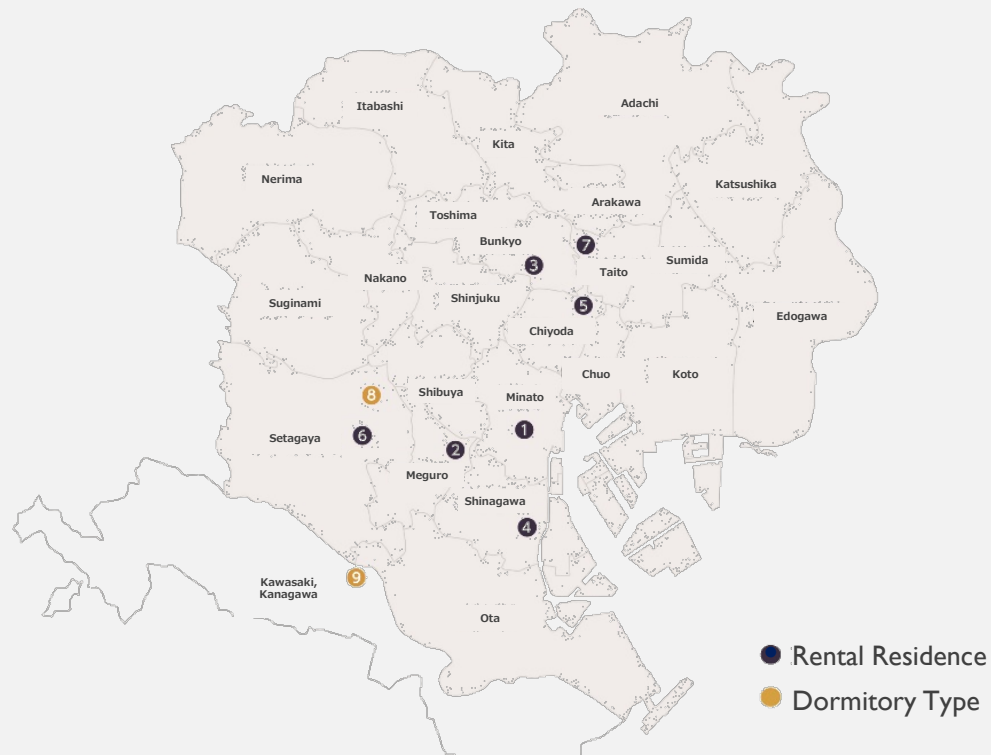 Adachi
Itabashi
Kita
Nerima
Katsushika
Arakawa
Toshima
Bunkyo
7
3
Sumida
Taito
Nakano
Shinjuku
Suginami
5
Edogawa
Chiyoda
Chuo
Koto
8
Shibuya
Minato
1
6
Setagaya
2
Meguro
Shinagawa
4
9
Kawasaki,
Kanagawa
Ota
Rental Residence
Dormitory Type